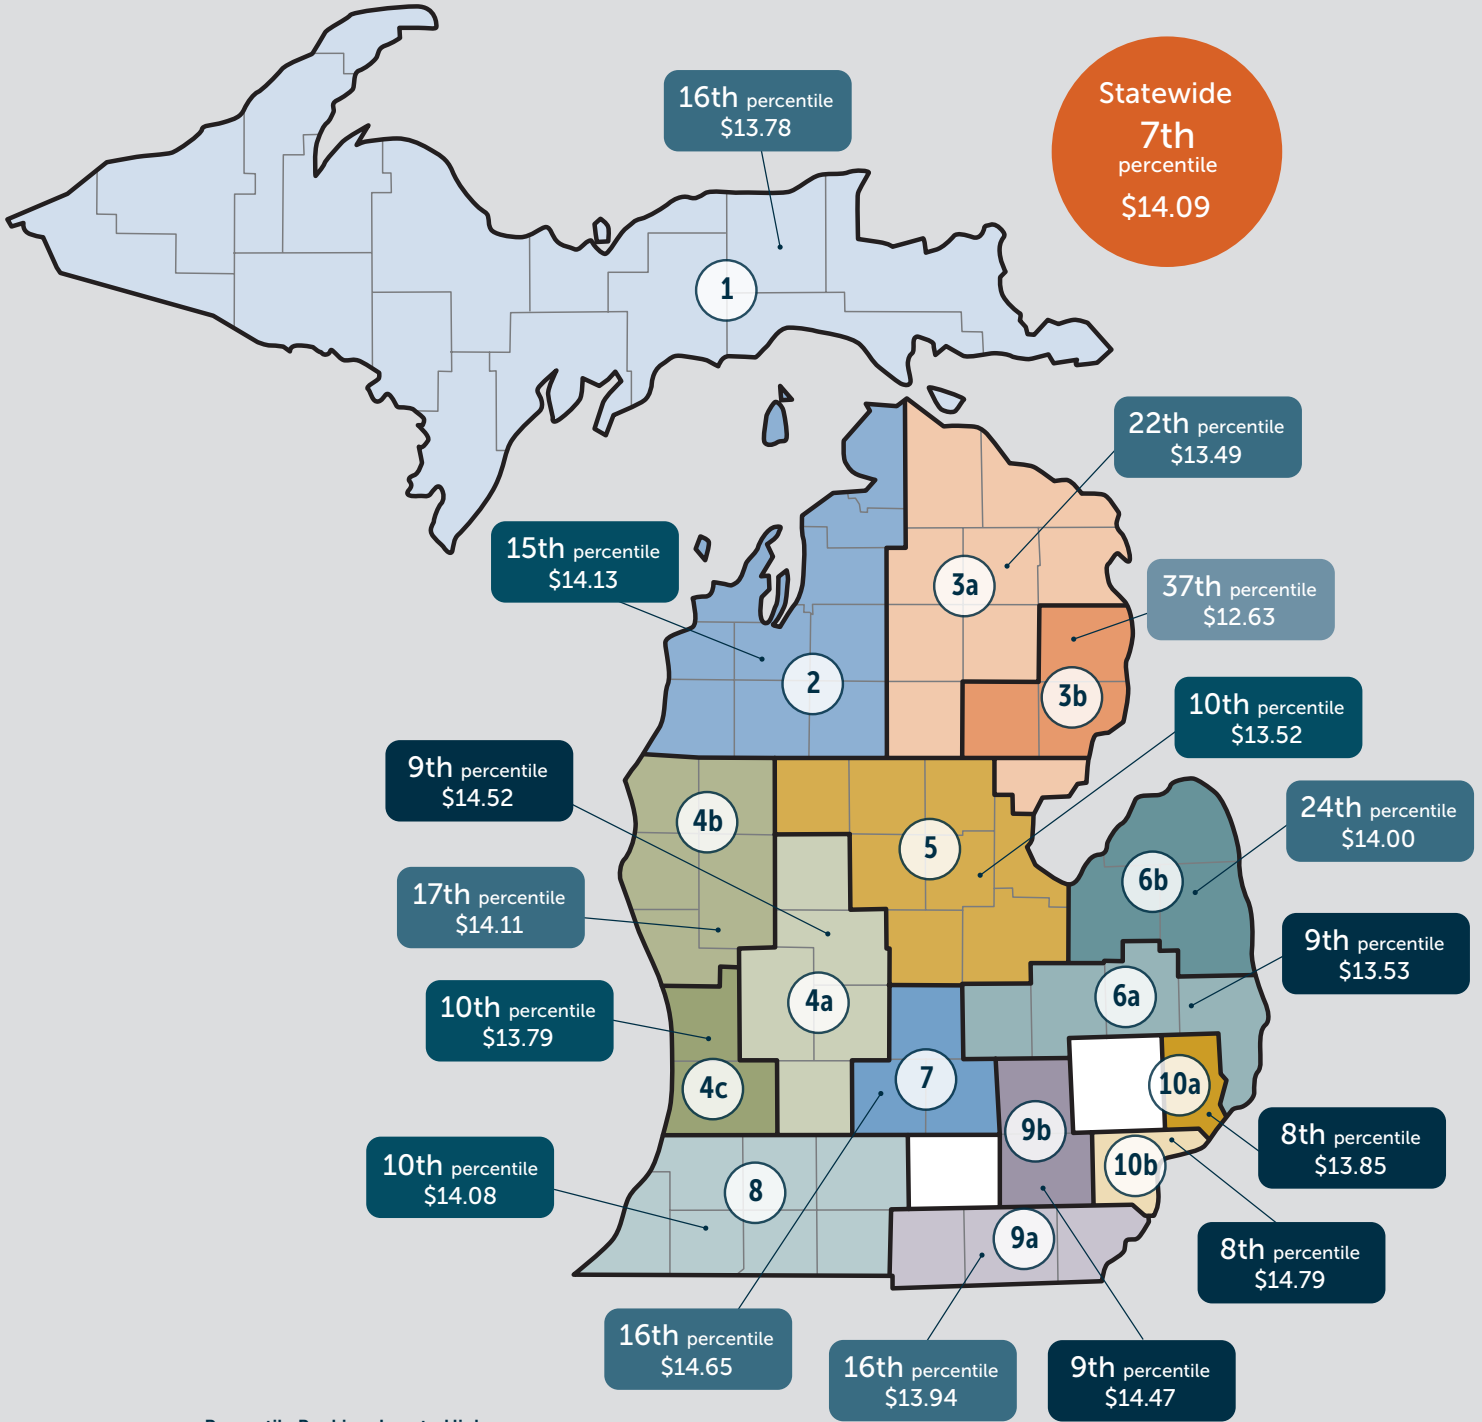 Statewide
7th
percentile
$14.09
16th percentile
$13.78
1
22th percentile
$13.49
15th percentile
$14.13
3a
37th percentile
$12.63
2
3b
10th percentile
$13.52
9th percentile
$14.52
4b
5
24th percentile
$14.00
6b
17th percentile
$14.11
9th percentile
$13.53
4a
6a
10th percentile
$13.79
4c
7
10a
9b
8th percentile
$13.85
10th percentile
$14.08
8
10b
9a
8th percentile
$14.79
16th percentile
$14.65
16th percentile
$13.94
9th percentile
$14.47